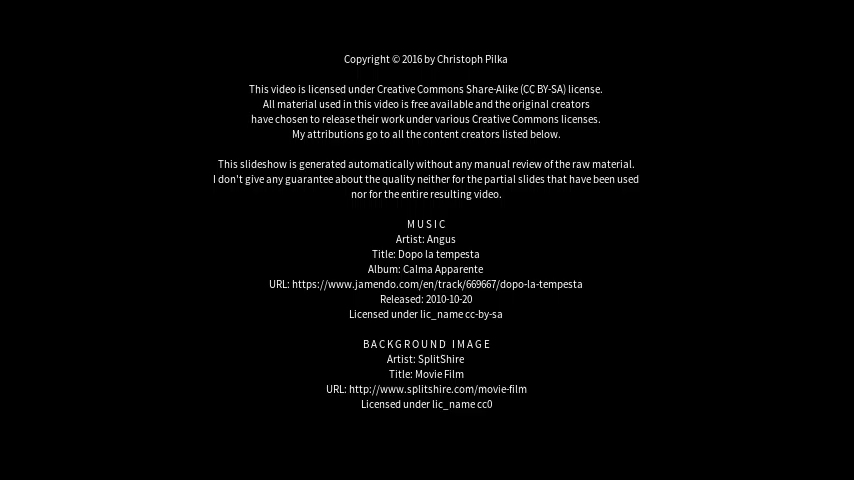 Copyright © 2016 by Christoph Pilka
This video is licensed under Creative Commons Share-Alike (CC BY-SA) license.
All material used in this video is free available and the original creators
have chosen to release their work under various Creative Commons licenses.
My attributions go to all the content creators listed below.
This slideshow is generated automatically without any manual review of the raw material.
I don't give any guarantee about the quality neither for the partial slides that have been used
nor for the entire resulting video.
MUSIC
Artist: Angus
Title: Dopo la tempesta
Album: Calma Apparente
URL: https://www.jamendo.com/en/track/669667/dopo-la-tempesta
Released: 2010-10-20
Licensed under lic_name cc-by-sa
BACKGROUND IMAGE
Artist: SplitShire
Title: Movie Film
URL: http://www.splitshire.com/movie-film
Licensed under lic_name cc0